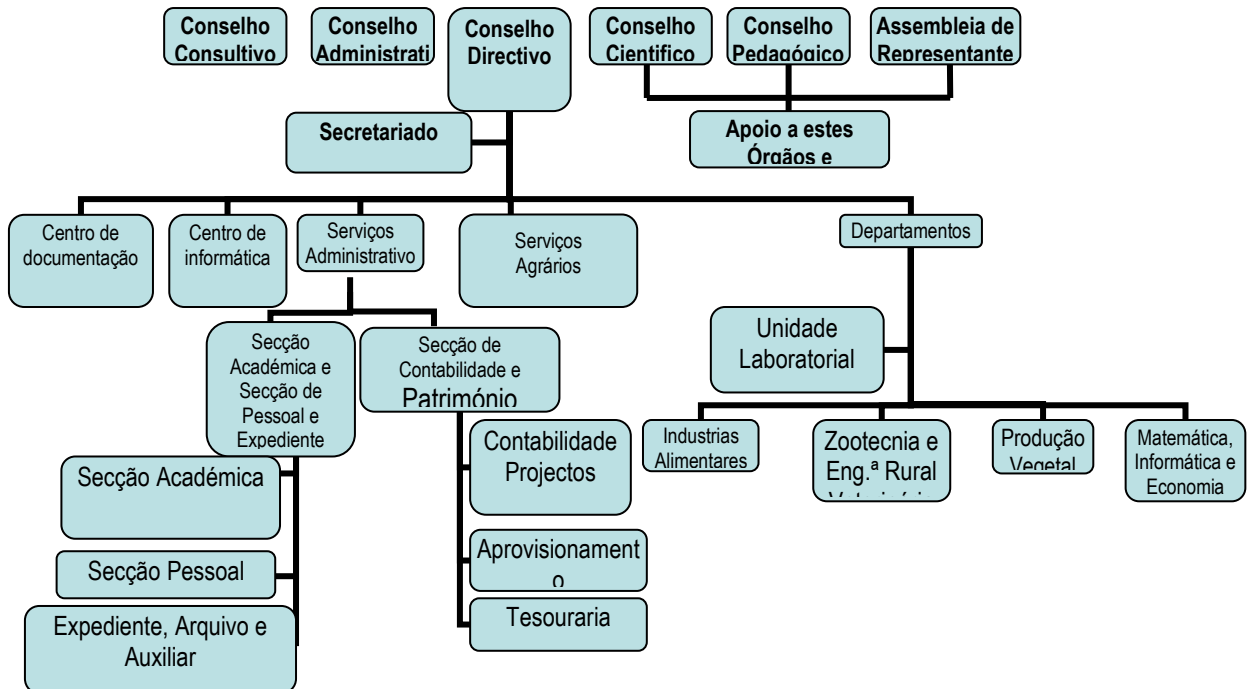 Conselho
Consultivo
Conselho
Administrati
Conselho
Directivo
Conselho
Cientifico
Conselho
Pedagógico
Assembleia de
Representante
Secretariado
Apoio a estes
Órgãos e
Centro de
documentação
Centro de
informática
Serviços
Administrativo
Serviços
Agrários
Departamentos
Unidade
Laboratorial
Secção
Académica e
Secção de
Pessoal e
Expediente
Secção de
Contabilidade e
Património
Industrias
Alimentares
Zootecnia e
Eng.ª Rural
Produção
Vegetal
Matemática,
Informática e
Economia
Secção Académica
Contabilidade
Projectos
Secção Pessoal
Aprovisionament
o
Expediente, Arquivo e
Auxiliar
Tesouraria